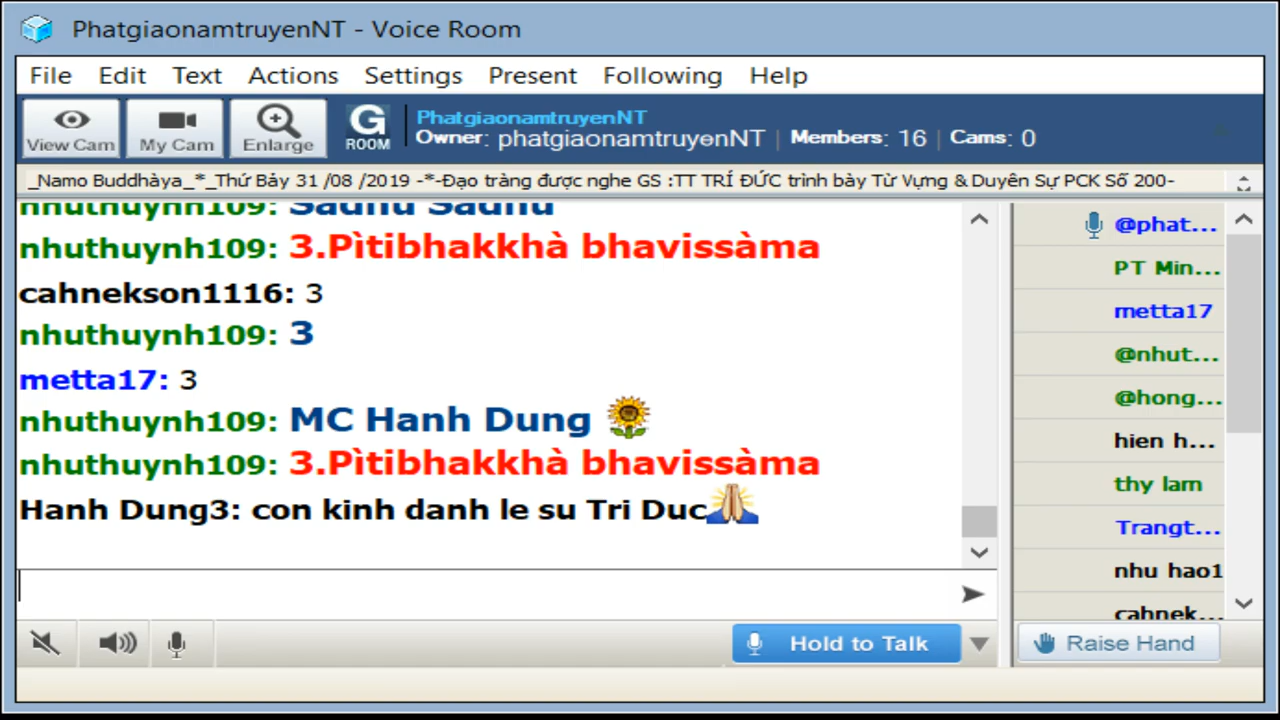 PhatgiaonamtruyenNT - Voice Room
File Edit Text Actions Settings Present Following Help
View Cam My Cam Enlarge G ROOM
PhatgiaonamtruyenNT
Owner: phatgiaonamtruyenNT | Members: 16 | Cams: 0
_Namo Buddhàya_*_Thứ Bảy 31 /08 /2019 -*-Đạo tràng được nghe GS :TT TRÍ ĐỨC trình bày Từ Vựng & Duyên Sự PCK Số 200-
nhuthuynh109: Sadhu Sadhu
nhuthuynh109: 3.Pìtibhakkhà bhavissàma
cahnekson1116: 3
nhuthuynh109: 3
metta17: 3
nhuthuynh109: MC Hanh Dung
nhuthuynh109: 3.Pìtibhakkhà bhavissàma
Hanh Dung3: con kinh danh le su Tri Duc
@phat...
PT Min...
metta17
@nhut...
@hong...
hien h...
thy lam
Trangt...
nhu hao1
cahnek...
Hold to Talk
Raise Hand